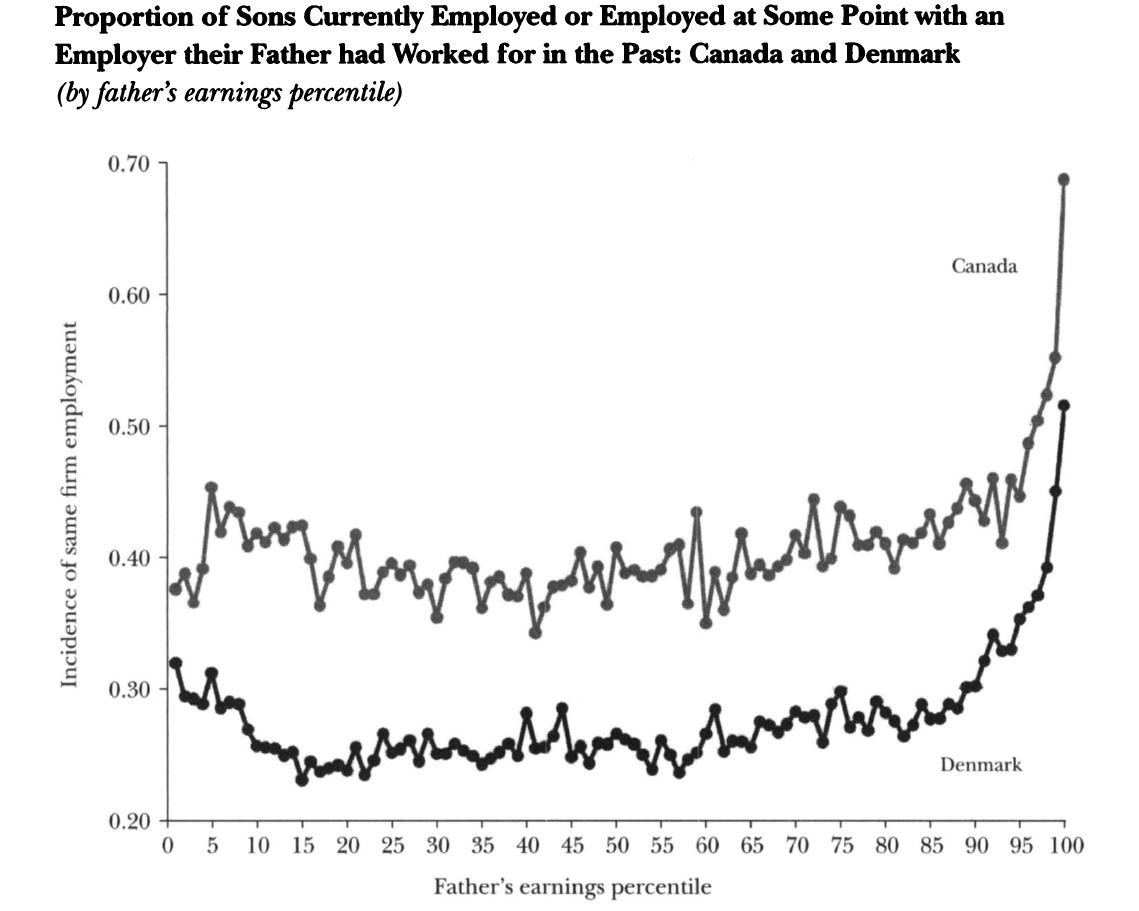 Proportion of Sons Currently Employed or Employed at Some Point with an
Employer their Father had Worked for in the Past: Canada and Denmark
(by father's earnings percentile)
0.70
0.60
0.50
0.40
0.30
0.20
Incidence of same firm employment
Canada
Denmark
0 5 10 15 20 25 30 35 40 45 50 55 60 65 70 75 80 85 90 95 100
Father's earnings percentile